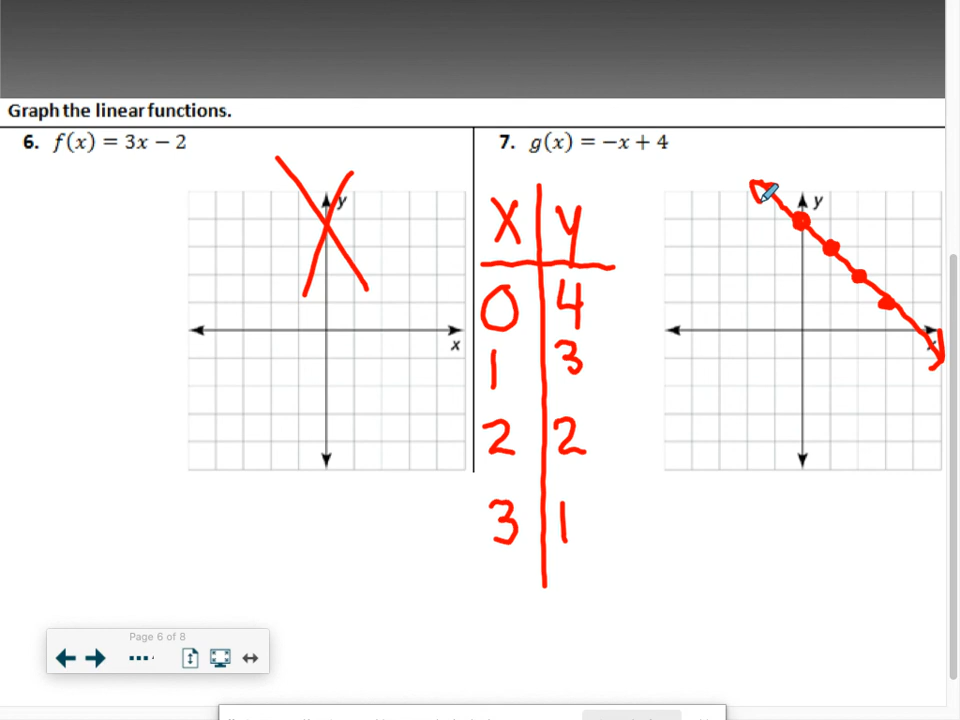 Graph the linear functions.
6. f(x) = 3x − 2
7. g(x) = −x + 4
y
x
X y
0 4
1 3
2 2
3 1
y
x
Page 6 of 8